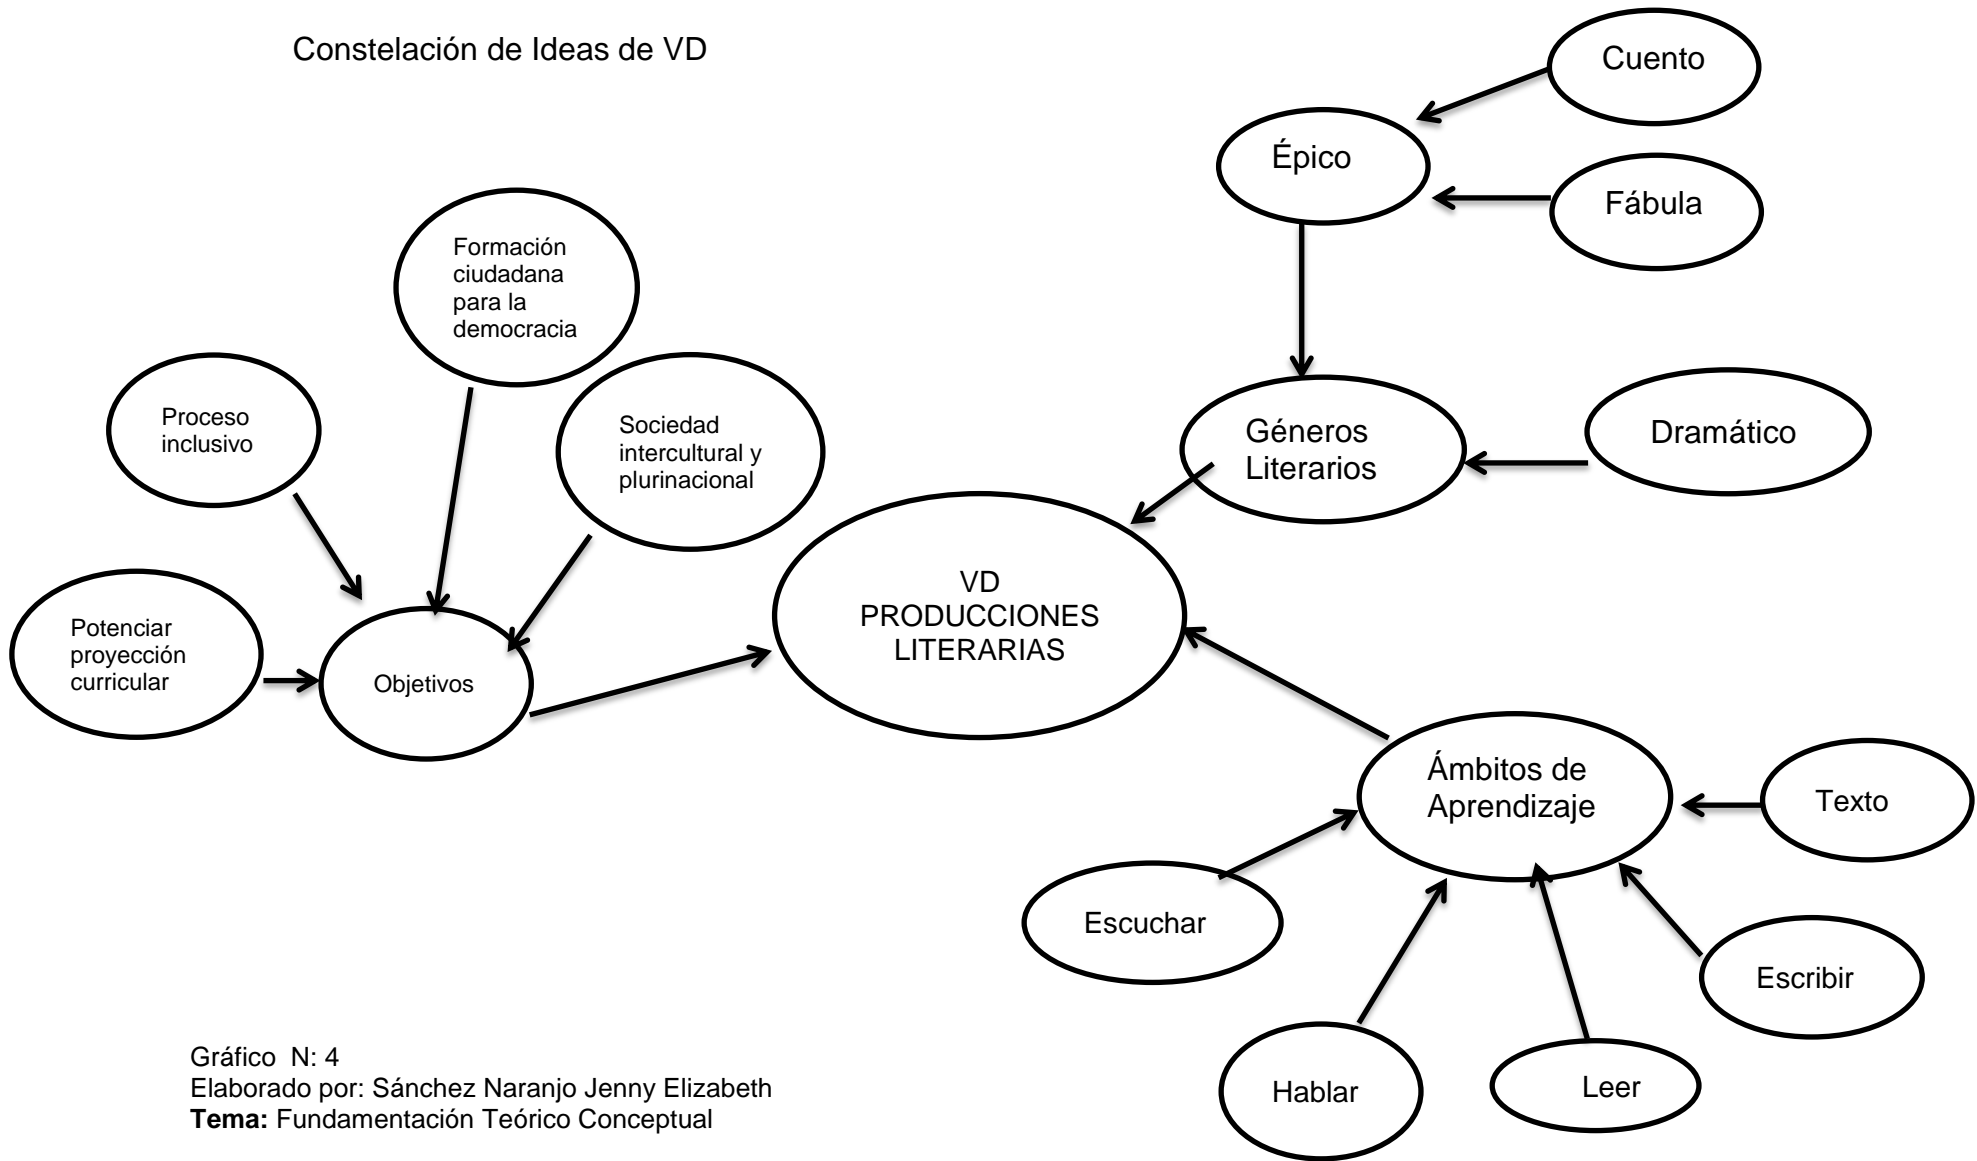 Constelación de Ideas de VD
Cuento
Épico
Fábula
Formación
ciudadana
para la
democracia
Proceso
inclusivo
Sociedad
intercultural y
plurinacional
Géneros
Literarios
Dramático
VD
PRODUCCIONES
LITERARIAS
Potenciar
proyección
curricular
Objetivos
Ámbitos de
Aprendizaje
Texto
Escuchar
Escribir
Hablar
Leer
Gráfico  N: 4
Elaborado por: Sánchez Naranjo Jenny Elizabeth
Tema: Fundamentación Teórico Conceptual